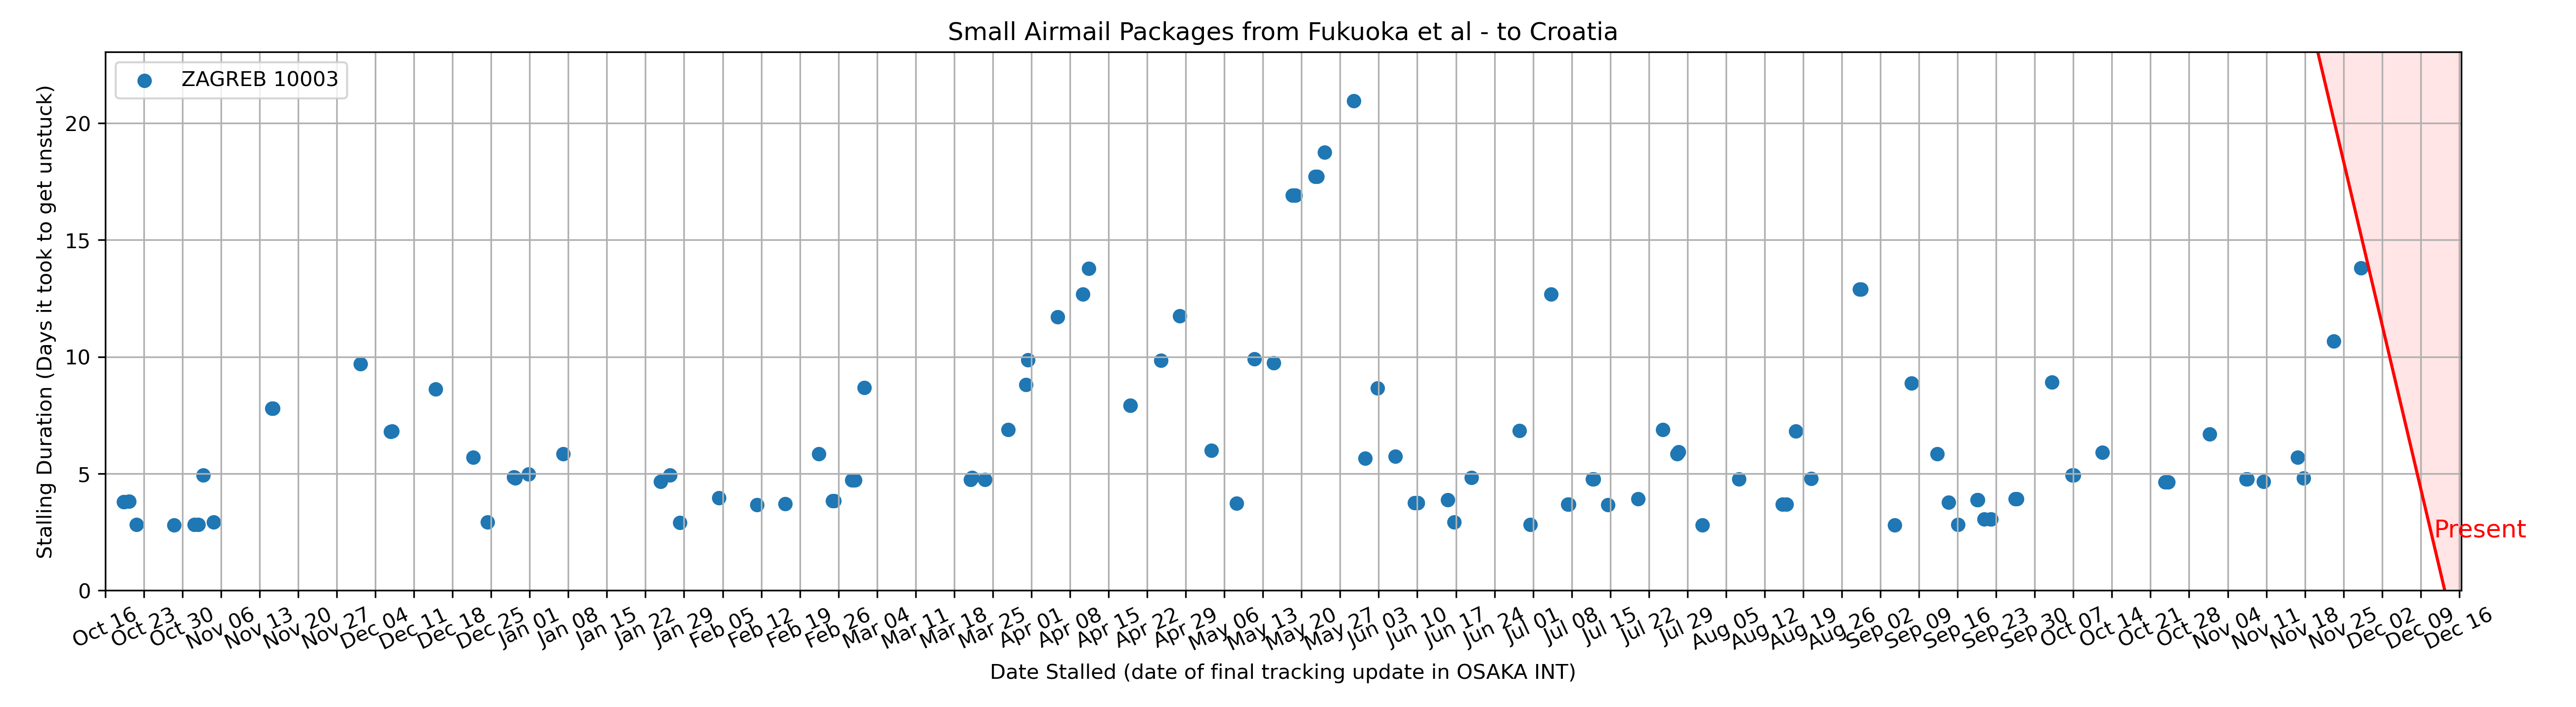 Small Airmail Packages from Fukuoka et al - to Croatia
ZAGREB 10003
Stalling Duration (Days it took to get unstuck)
20
15
10
5
0
Present
Oct 16 Oct 23 Oct 30 Nov 06 Nov 13 Nov 20 Nov 27 Dec 04 Dec 11 Dec 18 Dec 25 Jan 01 Jan 08 Jan 15 Jan 22 Jan 29 Feb 05 Feb 12 Feb 19 Feb 26 Mar 04 Mar 11 Mar 18 Mar 25 Apr 01 Apr 08 Apr 15 Apr 22 Apr 29 May 06 May 13 May 20 May 27 Jun 03 Jun 10 Jun 17 Jun 24 Jul 01 Jul 08 Jul 15 Jul 22 Jul 29 Aug 05 Aug 12 Aug 19 Aug 26 Sep 02 Sep 09 Sep 16 Sep 23 Sep 30 Oct 07 Oct 14 Oct 21 Oct 28 Nov 04 Nov 11 Nov 18 Nov 25 Dec 02 Dec 09 Dec 16
Date Stalled (date of final tracking update in OSAKA INT)